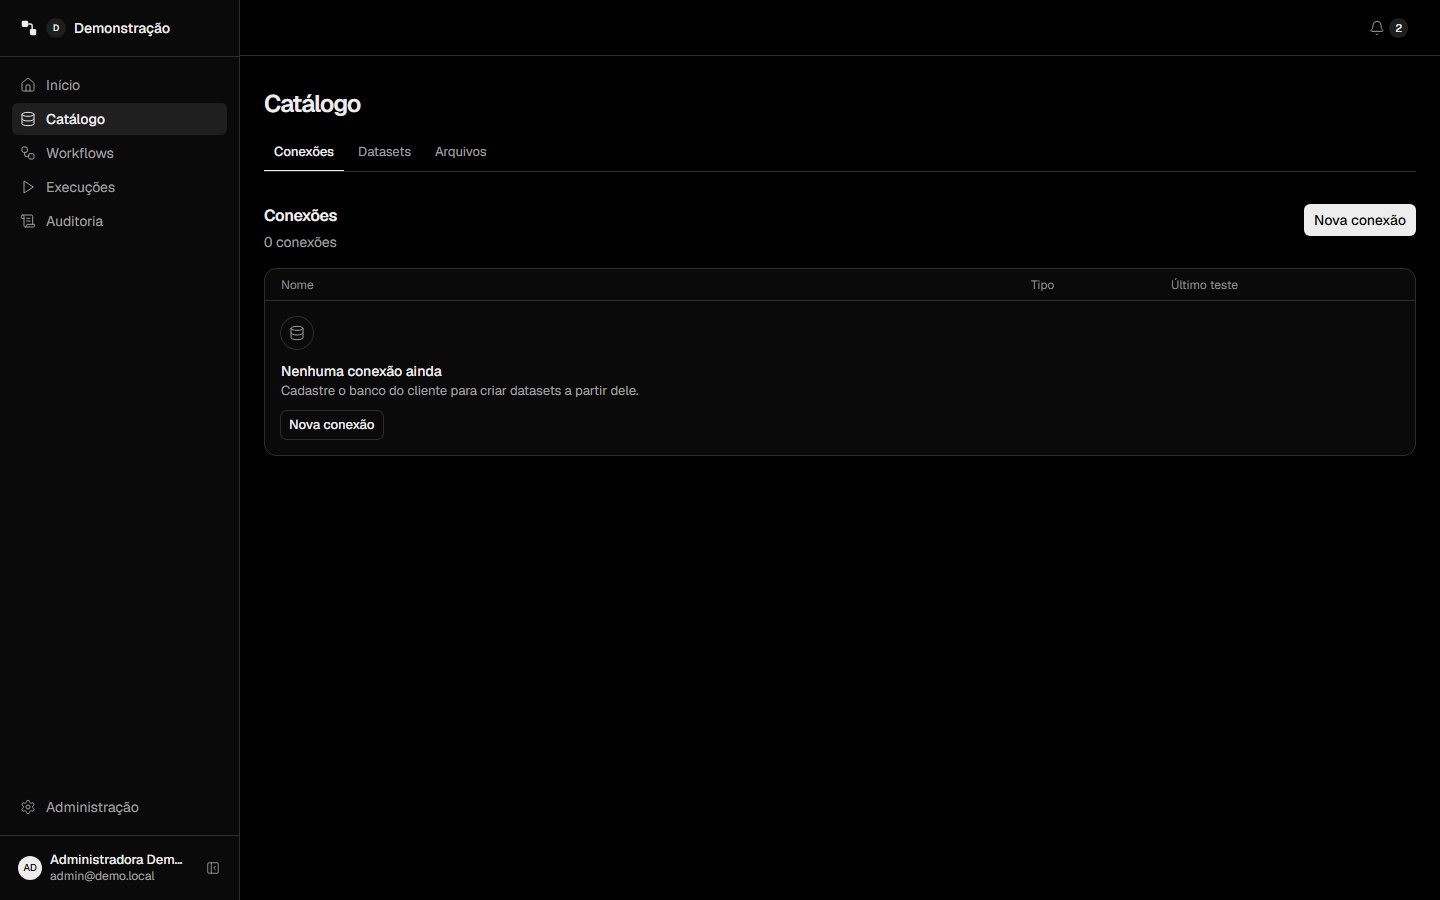 D Demonstração
2
Início
Catálogo
Workflows
Execuções
Auditoria
Administração
AD
Administradora Dem...
admin@demo.local
Catálogo
Conexões Datasets Arquivos
Conexões
0 conexões
Nova conexão
Nome Tipo Último teste
Nenhuma conexão ainda
Cadastre o banco do cliente para criar datasets a partir dele.
Nova conexão